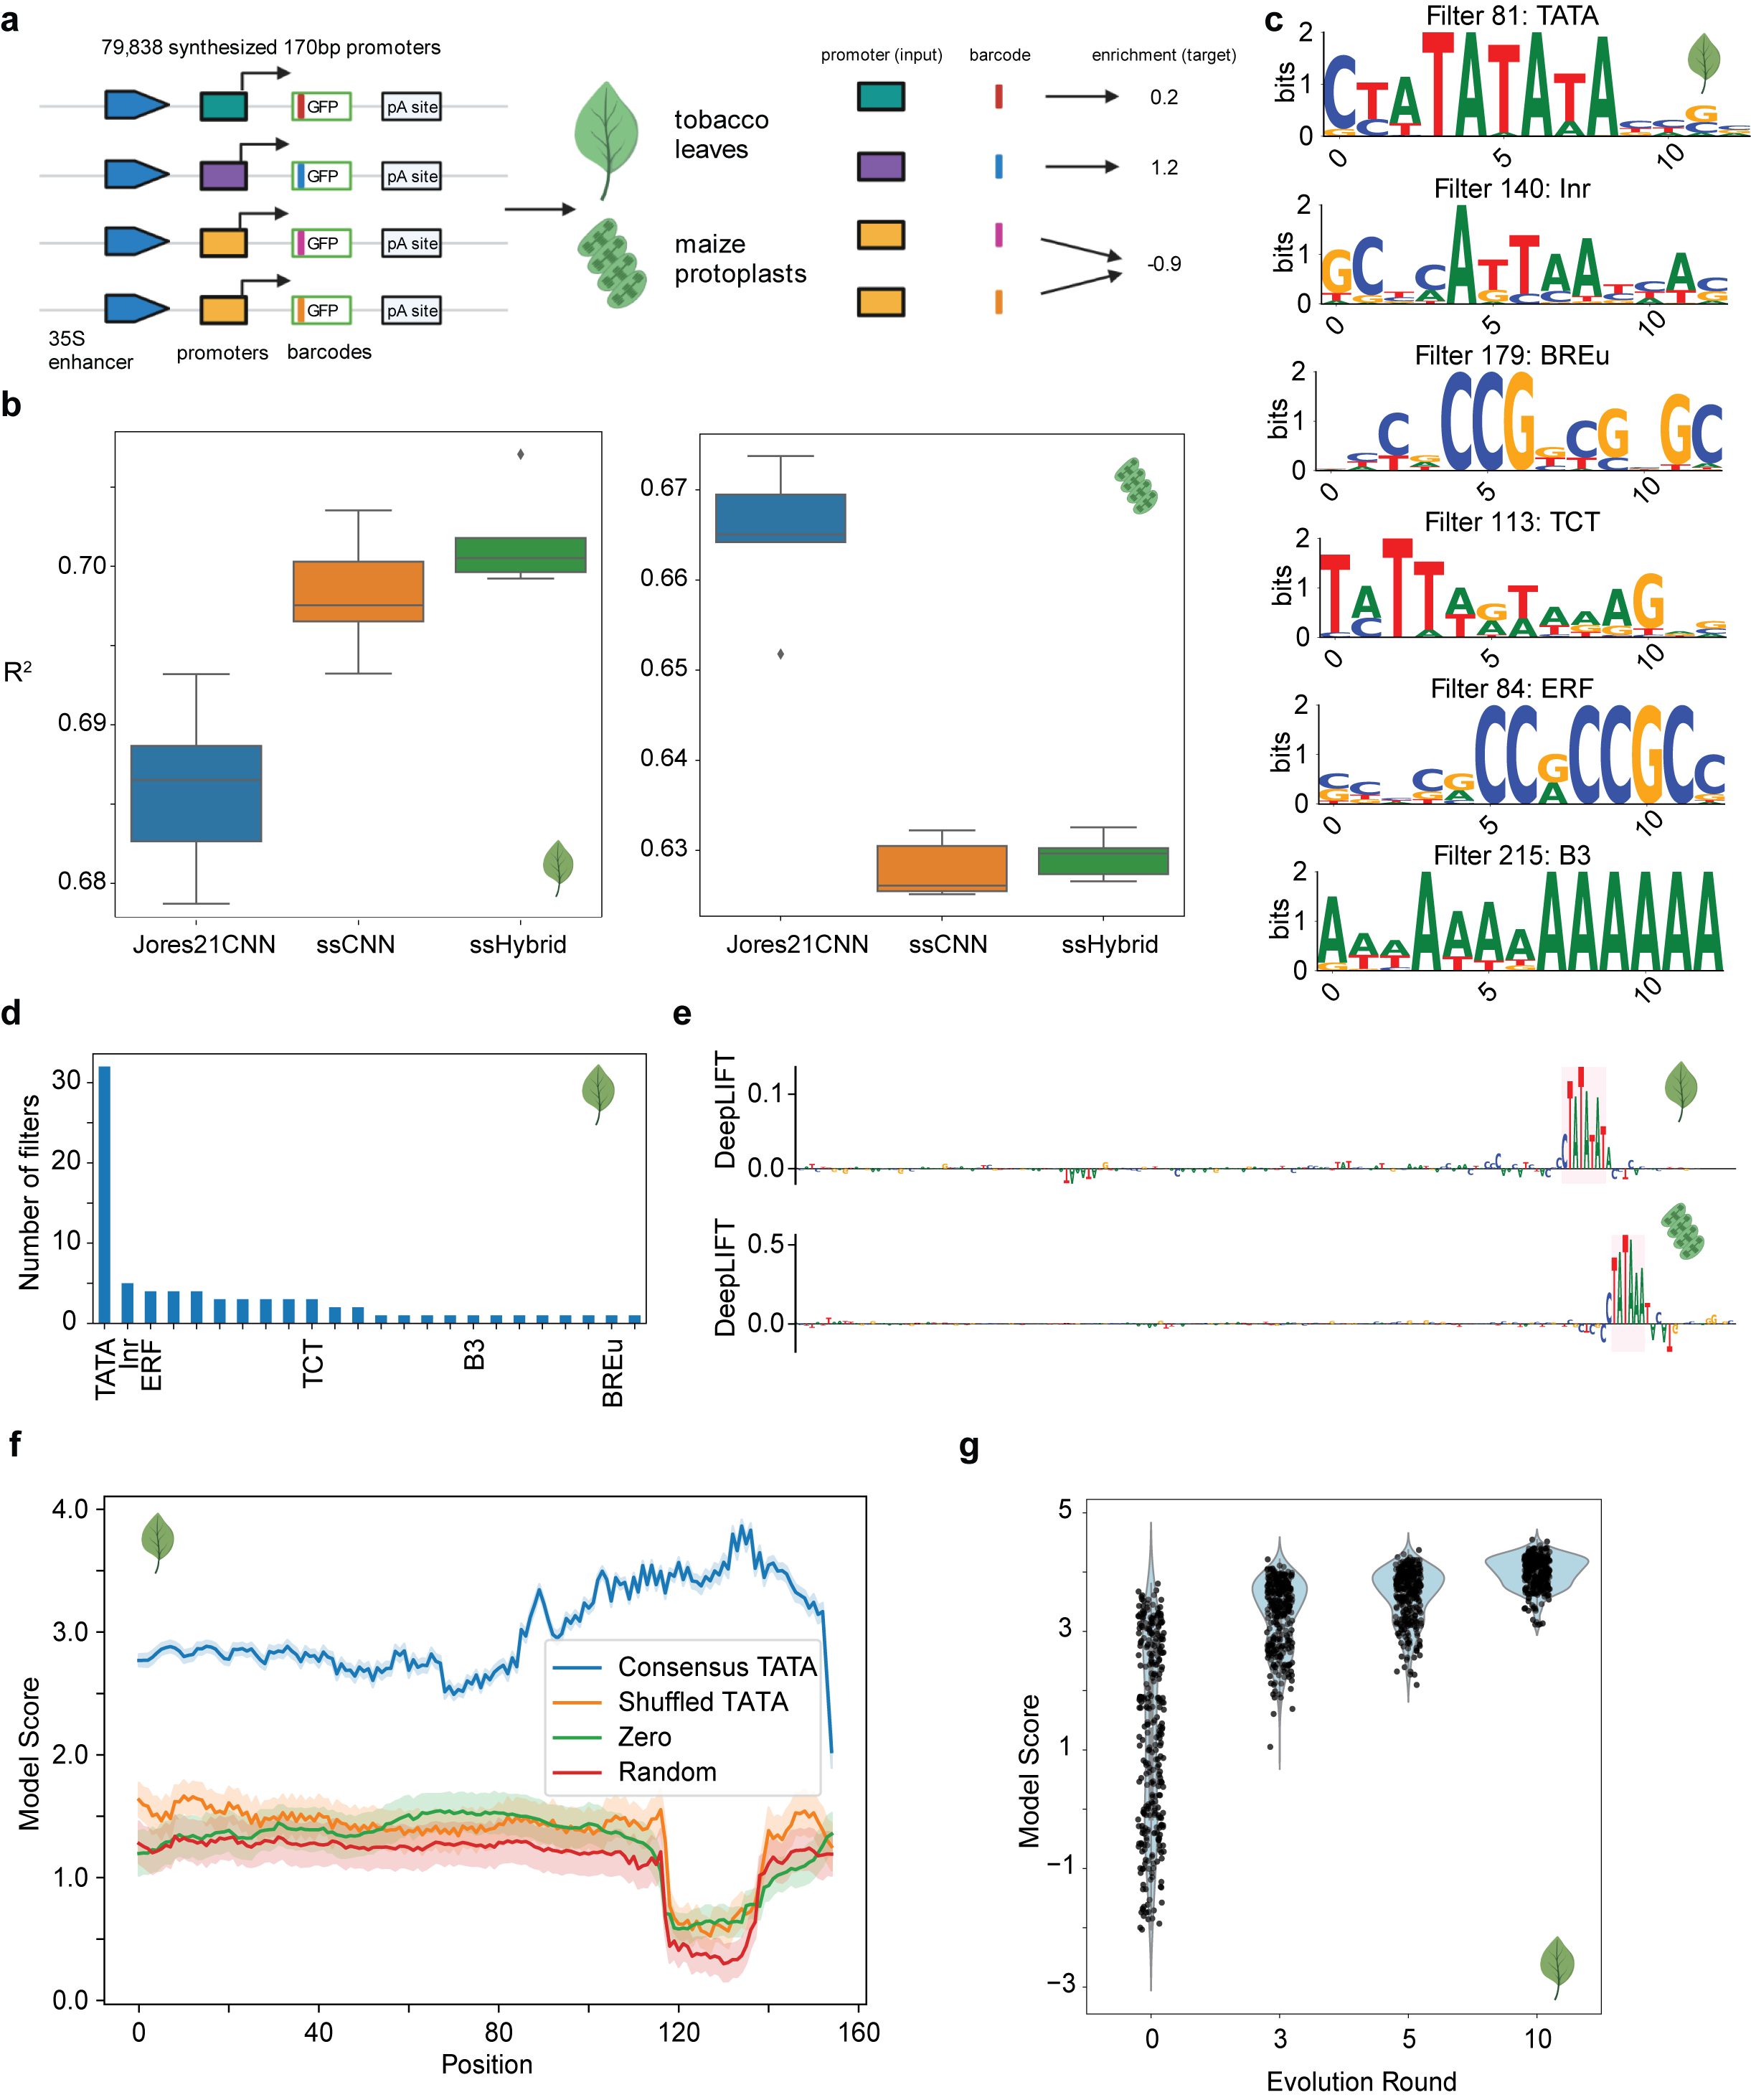 a
79,838 synthesized 170bp promoters
GFP
pA site
GFP
pA site
GFP
pA site
GFP
pA site
35S
enhancer
promoters
barcodes
tobacco
leaves
maize
protoplasts
promoter (input)
barcode
enrichment (target)
0.2
1.2
-0.9
b
R²
0.70
0.69
0.68
Jores21CNN
ssCNN
ssHybrid
0.67
0.66
0.65
0.64
0.63
Jores21CNN
ssCNN
ssHybrid
c
Filter 81: TATA
bits
2
1
0
0
5
10
Filter 140: Inr
bits
2
1
0
0
5
10
Filter 179: BREu
bits
2
1
0
0
5
10
Filter 113: TCT
bits
2
1
0
0
5
10
Filter 84: ERF
bits
2
1
0
0
5
10
Filter 215: B3
bits
2
1
0
0
5
10
d
Number of filters
30
20
10
0
TATA
Inr
ERF
TCT
B3
BREu
e
DeepLIFT
0.1
0.0
DeepLIFT
0.5
0.0
f
Model Score
4.0
3.0
2.0
1.0
0.0
Consensus TATA
Shuffled TATA
Zero
Random
0
40
80
120
160
Position
g
Model Score
5
3
1
−1
−3
0
3
5
10
Evolution Round